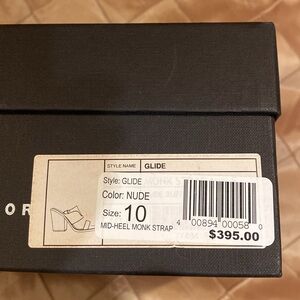 STYLE NAME GLIDE
Style: GLIDE
Color: NUDE
Size: 10
MID-HEEL MONK STRAP
4 00894 00058 0
$395.00
OR